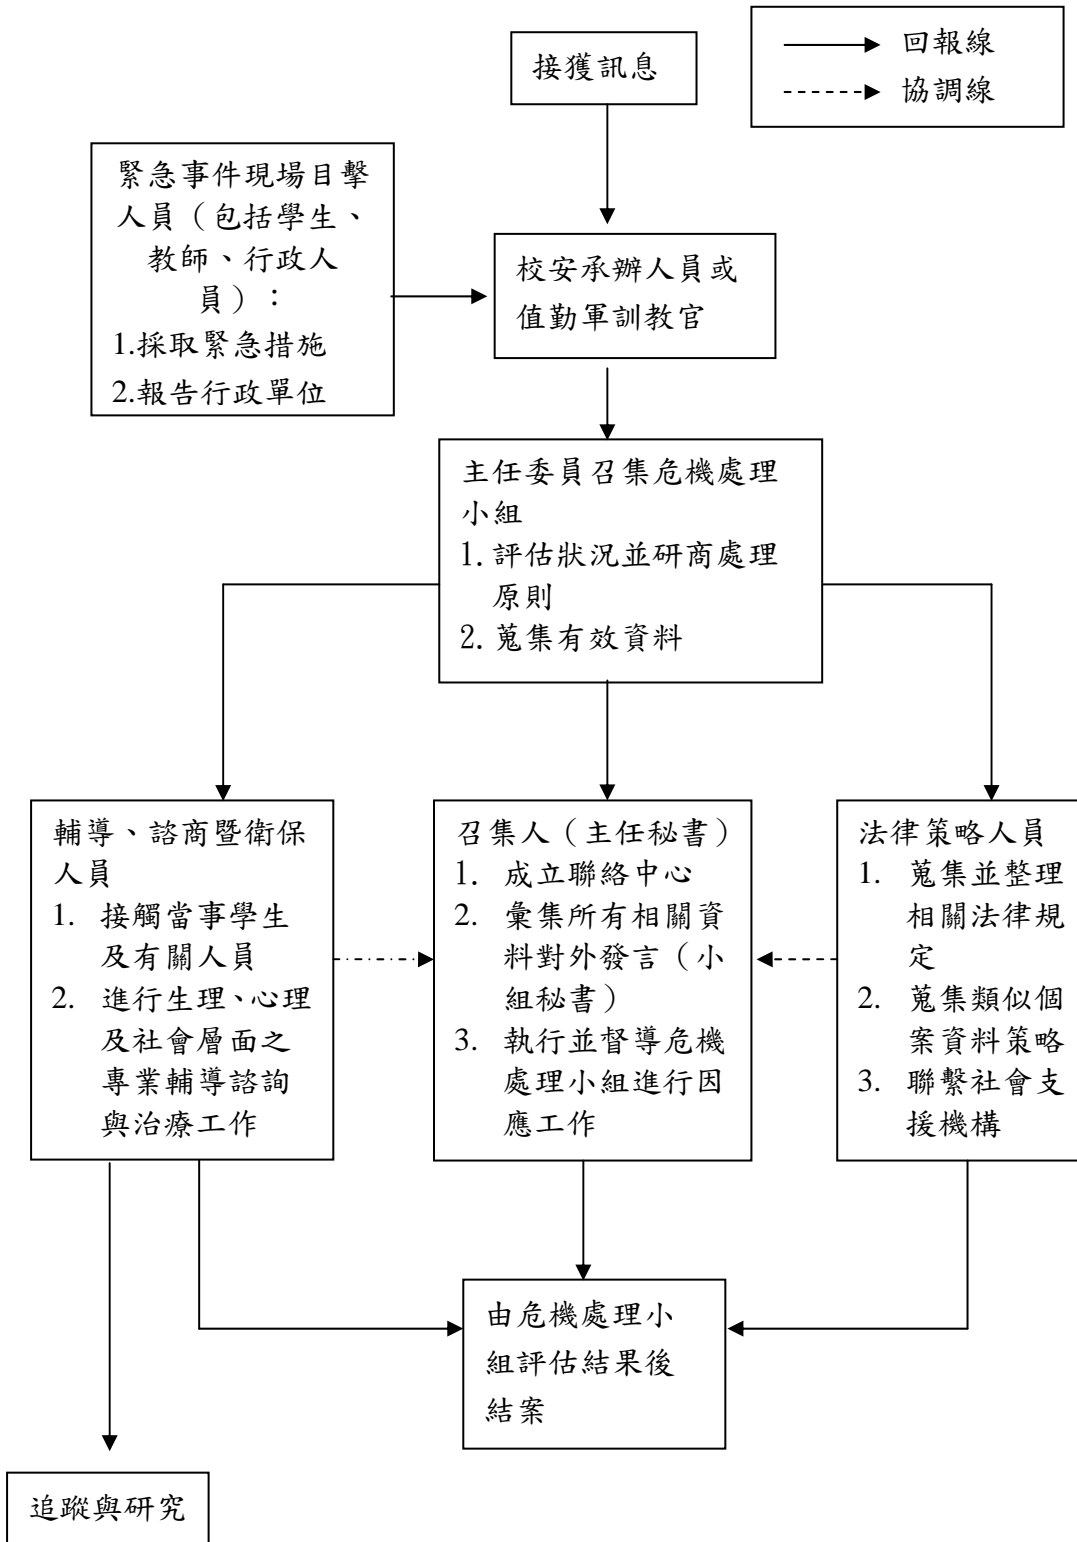 接獲訊息
回報線
協調線
緊急事件現場目擊
人員（包括學生、
教師、行政人
員）：
1.採取緊急措施
2.報告行政單位
校安承辦人員或
值勤軍訓教官
主任委員召集危機處理
小組
1. 評估狀況並研商處理
原則
2. 蒐集有效資料
輔導、諮商暨衛保
人員
1. 接觸當事學生
及有關人員
2. 進行生理、心理
及社會層面之
專業輔導諮詢
與治療工作
召集人（主任秘書）
1. 成立聯絡中心
2. 彙集所有相關資
料對外發言（小
組秘書）
3. 執行並督導危機
處理小組進行因
應工作
法律策略人員
1. 蒐集並整理
相關法律規
定
2. 蒐集類似個
案資料策略
3. 聯繫社會支
援機構
由危機處理小
組評估結果後
結案
追蹤與研究